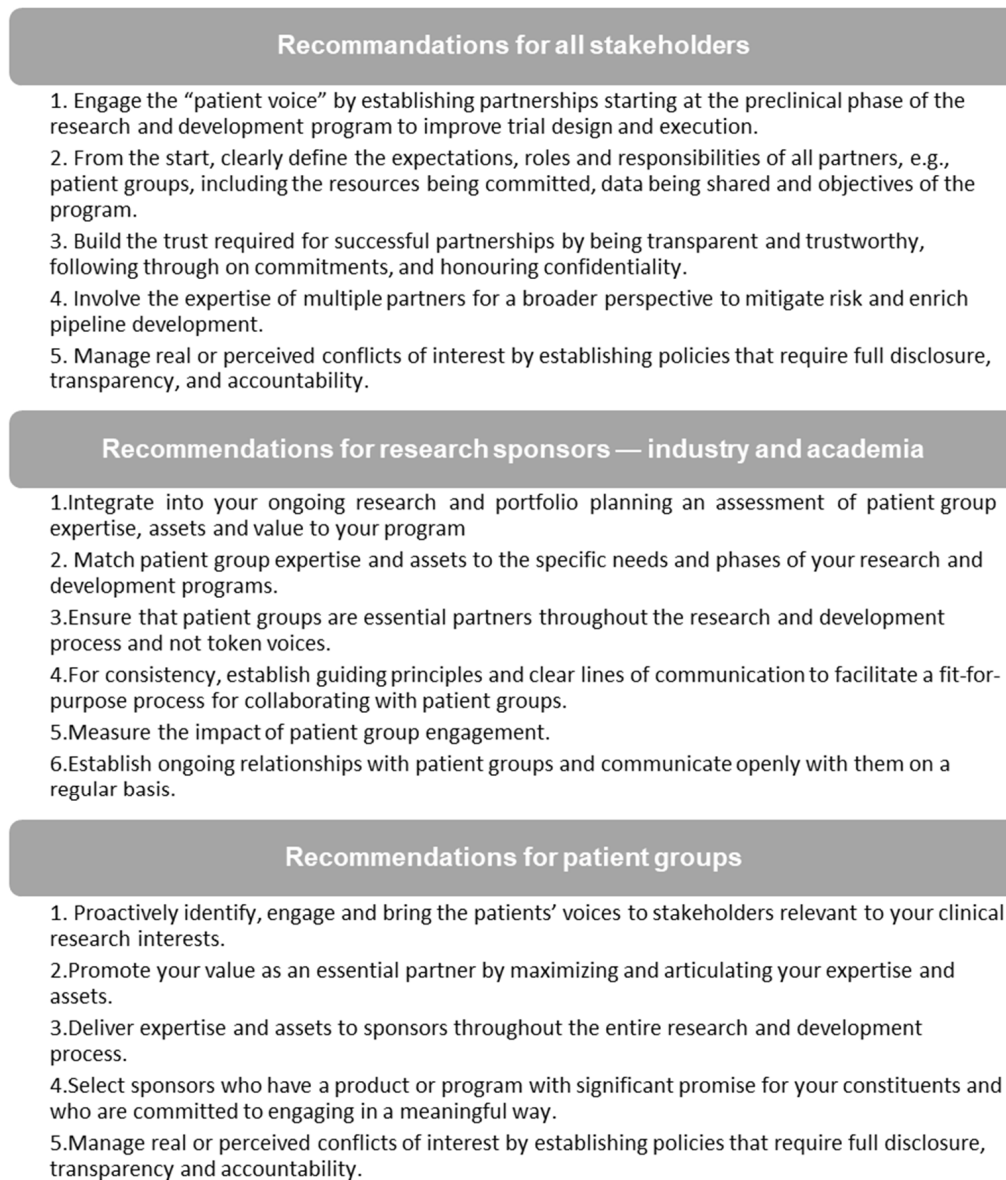 Recommandations for all stakeholders
1. Engage the “patient voice” by establishing partnerships starting at the preclinical phase of the
research and development program to improve trial design and execution.
2. From the start, clearly define the expectations, roles and responsibilities of all partners, e.g.,
patient groups, including the resources being committed, data being shared and objectives of the
program.
3. Build the trust required for successful partnerships by being transparent and trustworthy,
following through on commitments, and honouring confidentiality.
4. Involve the expertise of multiple partners for a broader perspective to mitigate risk and enrich
pipeline development.
5. Manage real or perceived conflicts of interest by establishing policies that require full disclosure,
transparency, and accountability.
Recommendations for research sponsors — industry and academia
1.Integrate into your ongoing research and portfolio planning an assessment of patient group
expertise, assets and value to your program
2. Match patient group expertise and assets to the specific needs and phases of your research and
development programs.
3.Ensure that patient groups are essential partners throughout the research and development
process and not token voices.
4.For consistency, establish guiding principles and clear lines of communication to facilitate a fit-for-
purpose process for collaborating with patient groups.
5.Measure the impact of patient group engagement.
6.Establish ongoing relationships with patient groups and communicate openly with them on a
regular basis.
Recommendations for patient groups
1. Proactively identify, engage and bring the patients’ voices to stakeholders relevant to your clinical
research interests.
2.Promote your value as an essential partner by maximizing and articulating your expertise and
assets.
3.Deliver expertise and assets to sponsors throughout the entire research and development
process.
4.Select sponsors who have a product or program with significant promise for your constituents and
who are committed to engaging in a meaningful way.
5.Manage real or perceived conflicts of interest by establishing policies that require full disclosure,
transparency and accountability.